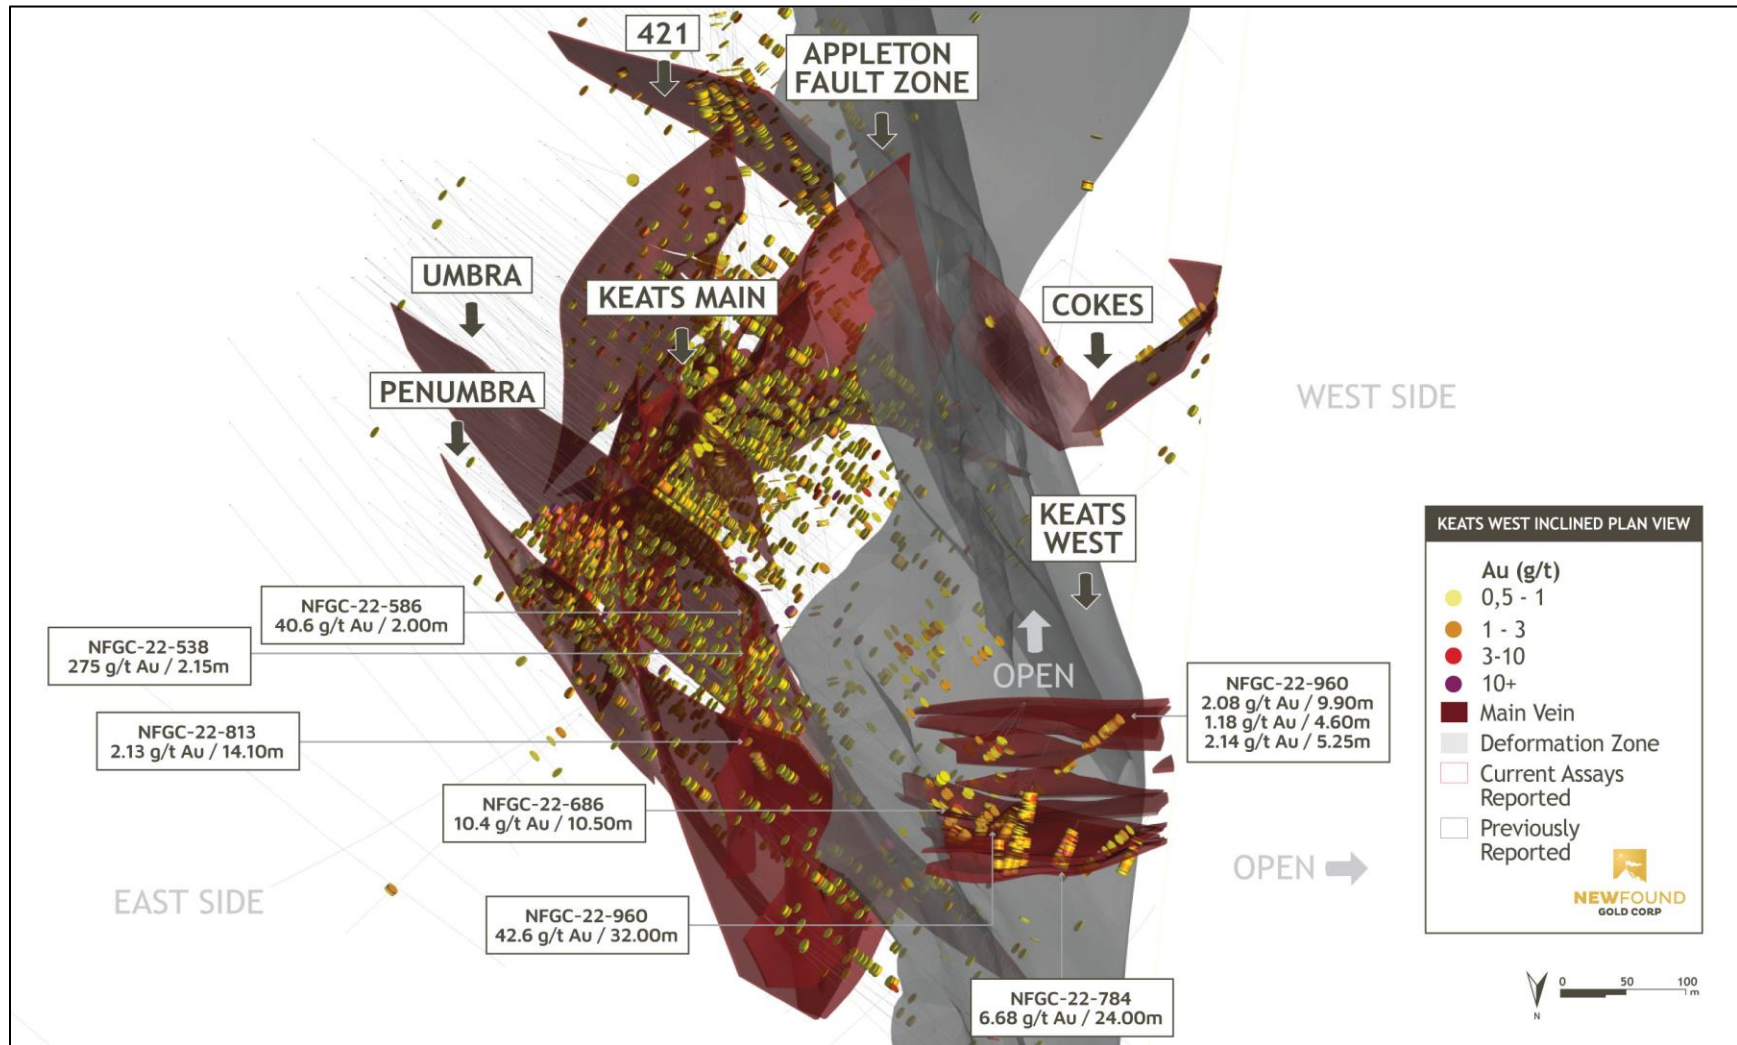 421
APPLETON
FAULT ZONE
UMBRA
KEATS MAIN
COKES
PENUMBRA
WEST SIDE
KEATS
WEST
OPEN
NFGC-22-586
40.6 g/t Au / 2.00m
NFGC-22-538
275 g/t Au / 2.15m
NFGC-22-813
2.13 g/t Au / 14.10m
NFGC-22-686
10.4 g/t Au / 10.50m
NFGC-22-960
42.6 g/t Au / 32.00m
NFGC-22-960
2.08 g/t Au / 9.90m
1.18 g/t Au / 4.60m
2.14 g/t Au / 5.25m
NFGC-22-784
6.68 g/t Au / 24.00m
EAST SIDE
OPEN
KEATS WEST INCLINED PLAN VIEW
Au (g/t)
0,5 - 1
1 - 3
3-10
10+
Main Vein
Deformation Zone
Current Assays
Reported
Previously
Reported
NEWFOUND
GOLD CORP
N
0 50 100
m